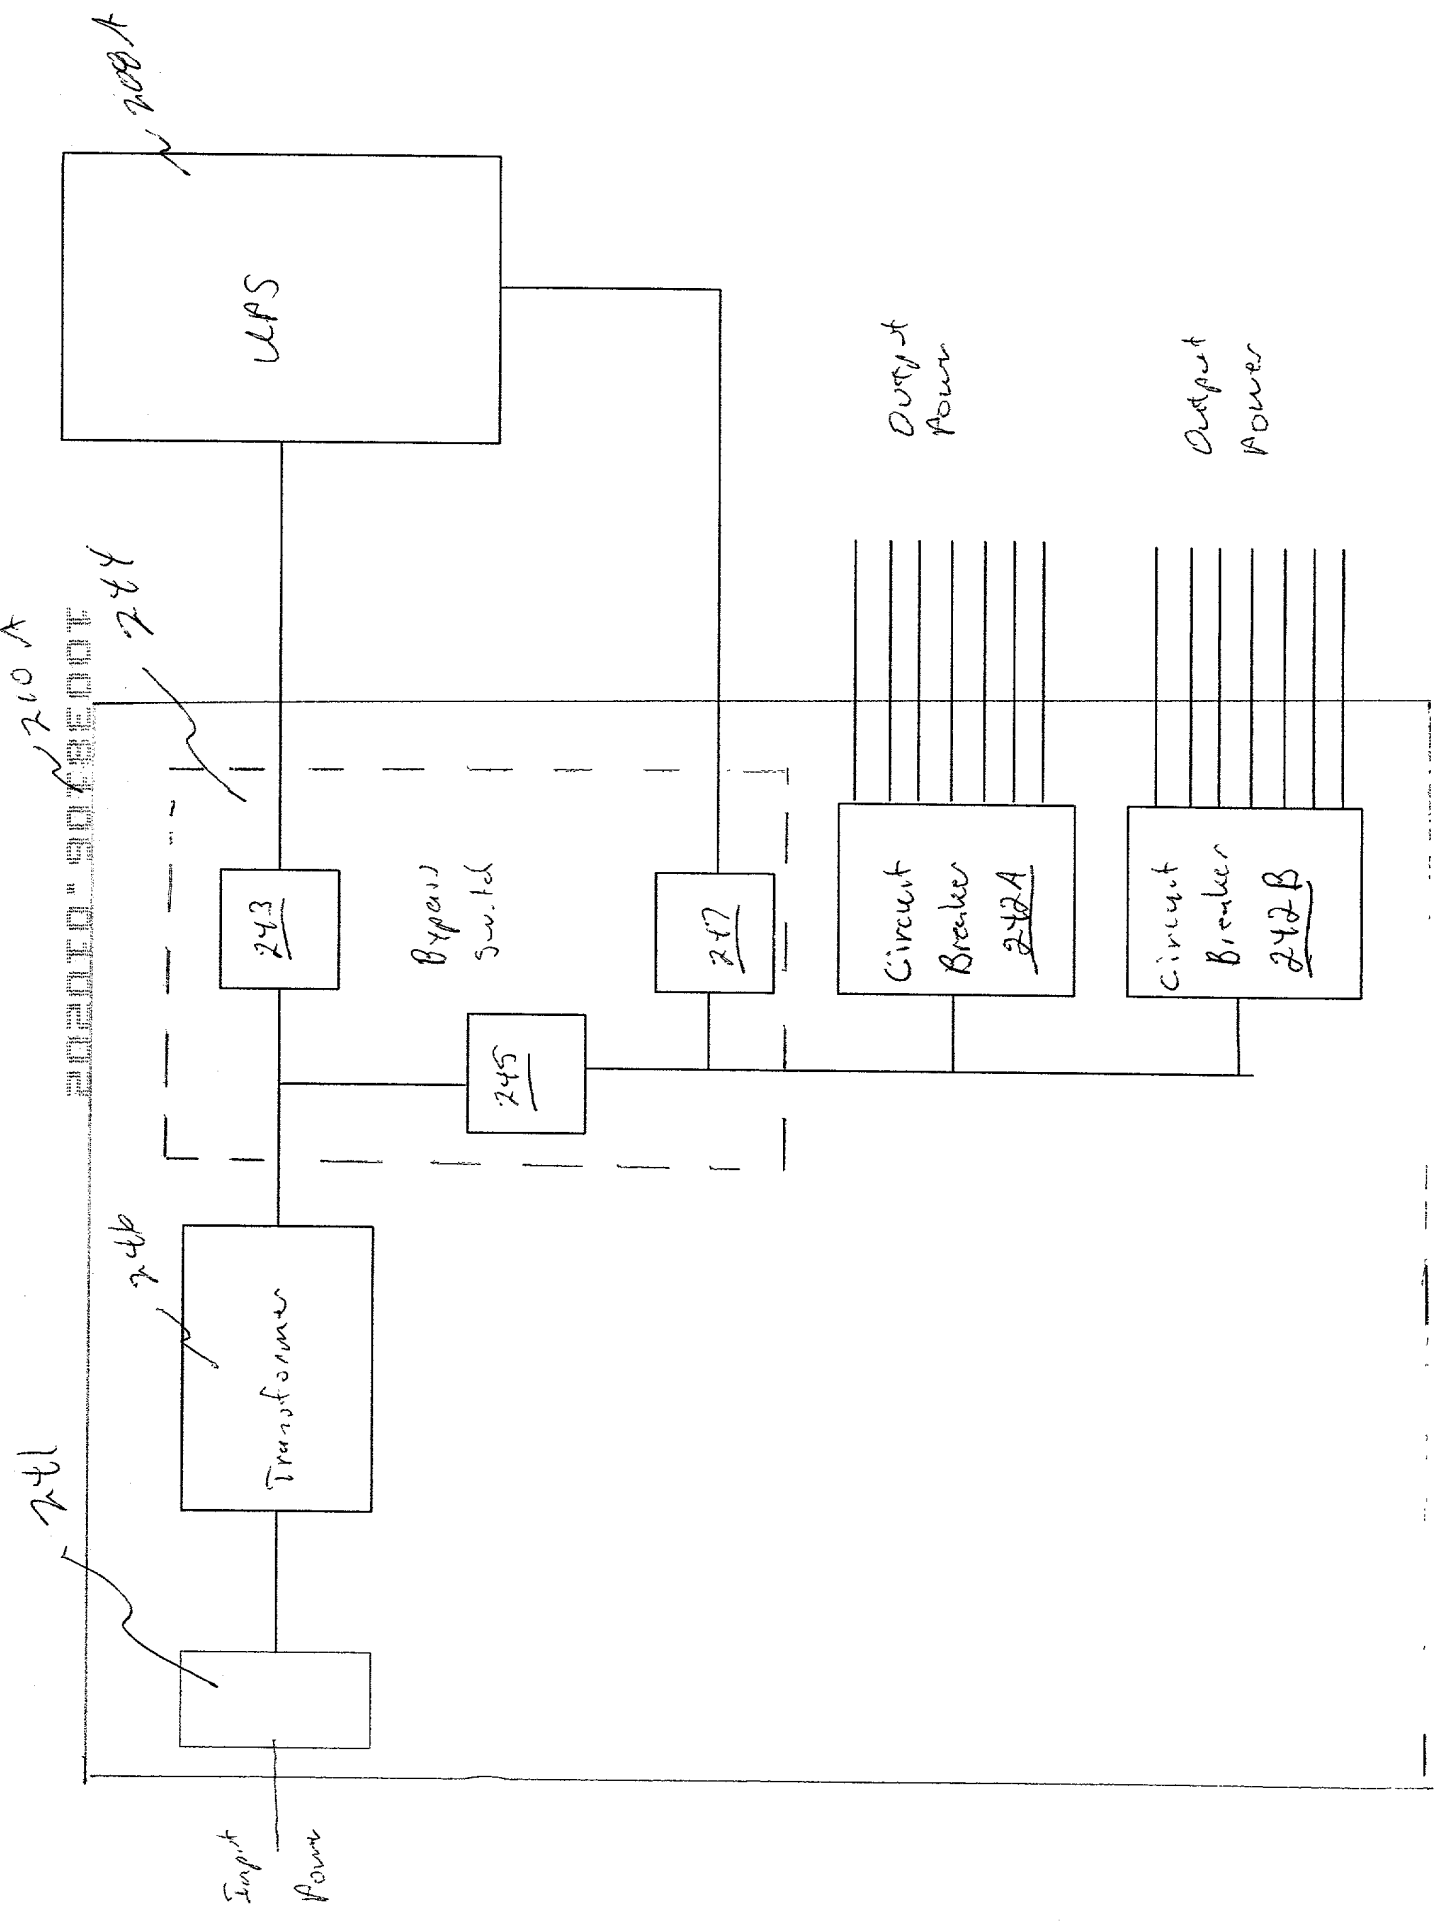 210A
208A
244
241
246
UPS
Input
Power
Transformer
243
Bypass
Switch
245
247
Circuit
Breaker
242A
Output
Power
Circuit
Breaker
242B
Output
Power